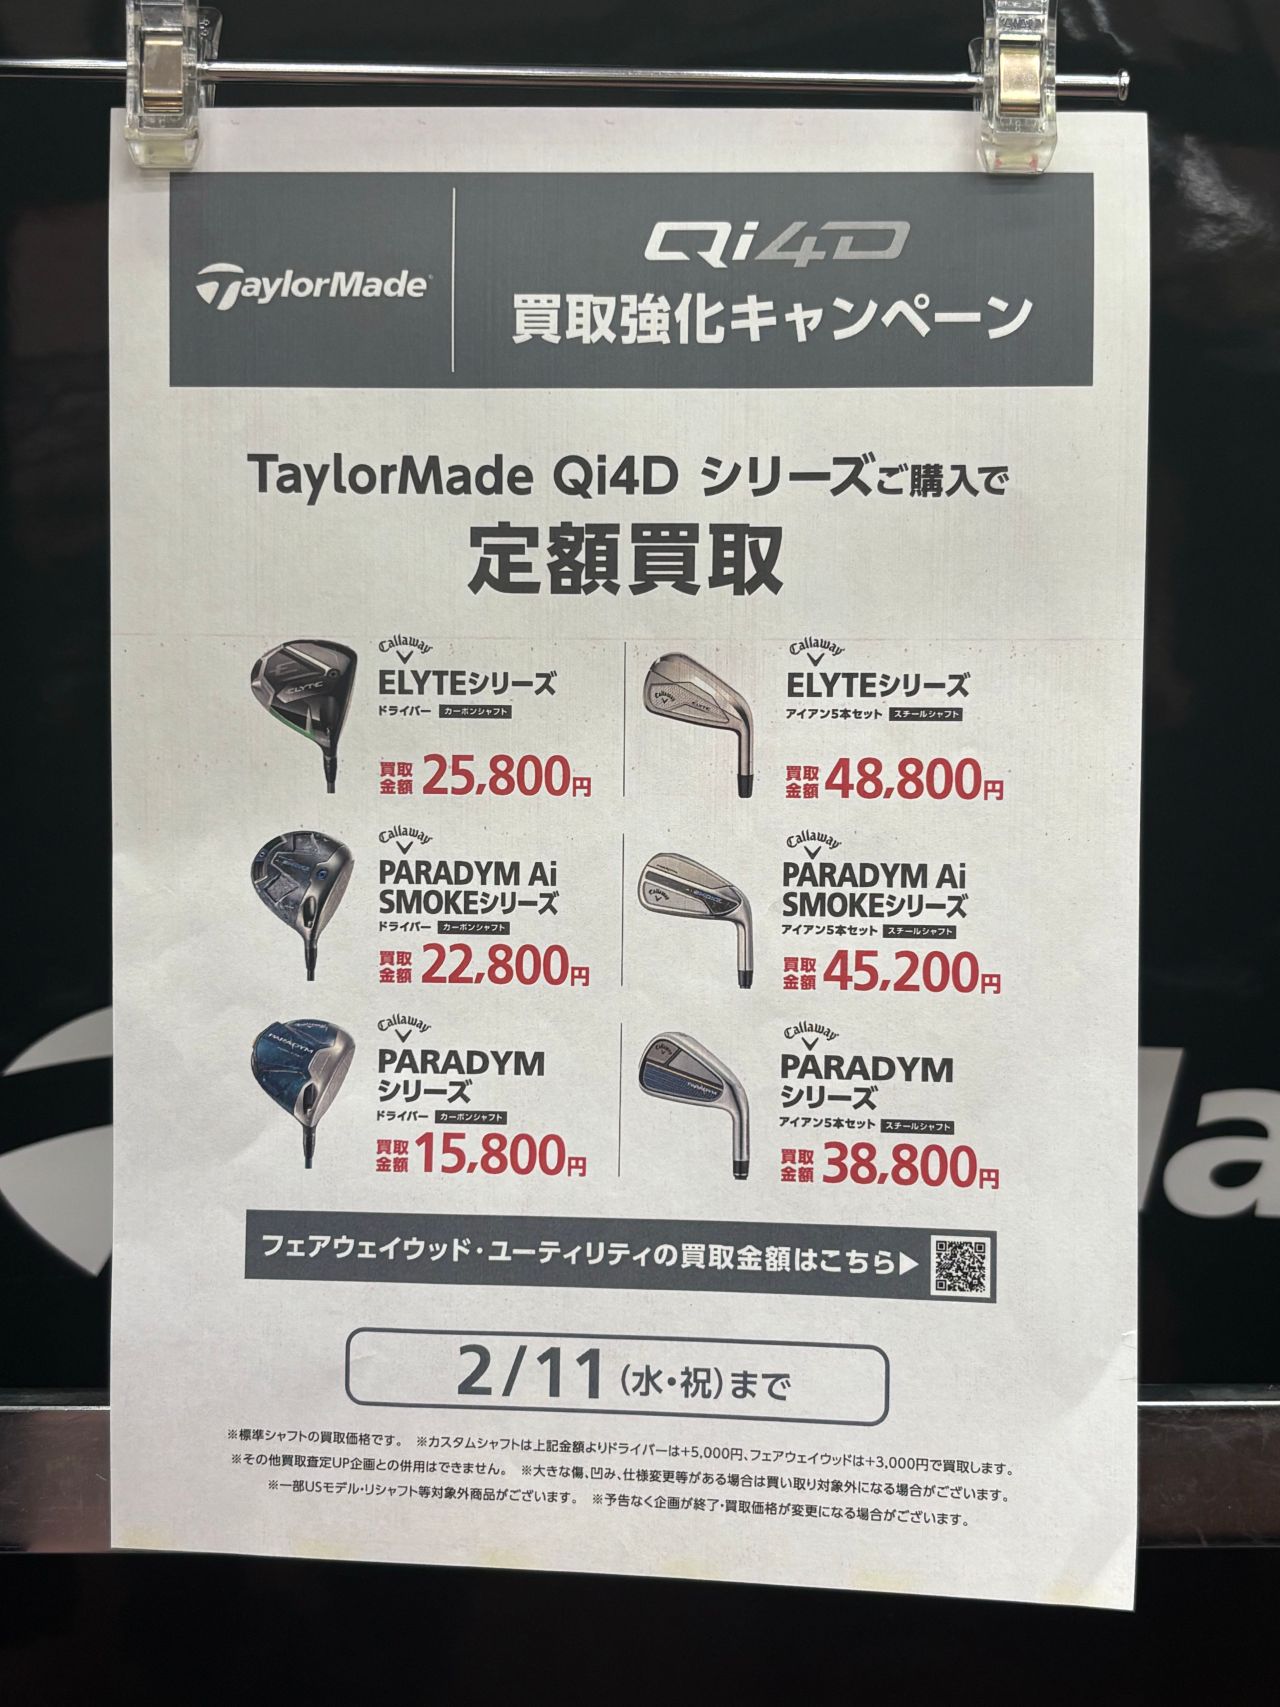 TaylorMade
Qi4D
買取強化キャンペーン
TaylorMade Qi4D シリーズご購入で
定額買取
Callaway
ELYTEシリーズ
ドライバー カーボンシャフト
買取金額 25,800円
Callaway
ELYTEシリーズ
アイアン5本セット スチールシャフト
買取金額 48,800円
Callaway
PARADYM Ai
SMOKEシリーズ
ドライバー カーボンシャフト
買取金額 22,800円
Callaway
PARADYM Ai
SMOKEシリーズ
アイアン5本セット スチールシャフト
買取金額 45,200円
Callaway
PARADYM
シリーズ
ドライバー カーボンシャフト
買取金額 15,800円
Callaway
PARADYM
シリーズ
アイアン5本セット スチールシャフト
買取金額 38,800円
フェアウェイウッド・ユーティリティの買取金額はこちら▶
2/11(水・祝)まで
※標準シャフトの買取価格です。 ※カスタムシャフトは上記金額よりドライバーは+5,000円、フェアウェイウッドは+3,000円で買取します。
※その他買取査定UP企画との併用はできません。 ※大きな傷、凹み、仕様変更等がある場合は買い取り対象外になる場合がございます。
※一部USモデル・リシャフト等対象外商品がございます。 ※予告なく企画が終了・買取価格が変更になる場合がございます。